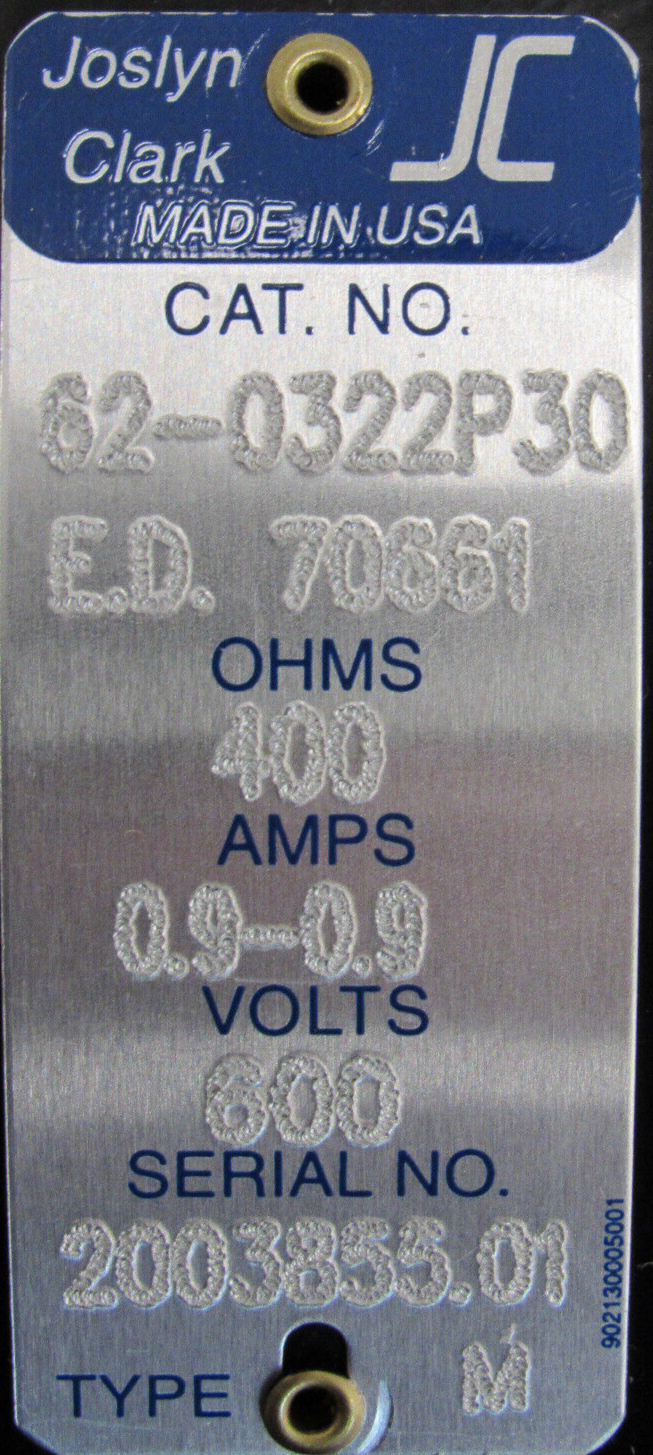 Joslyn
Clark
JC
MADE IN USA
CAT. NO.
62-0322P30
E.D. 70661
OHMS
400
AMPS
0.9-0.9
VOLTS
600
SERIAL NO.
2003855.01
TYPE M
902130005001